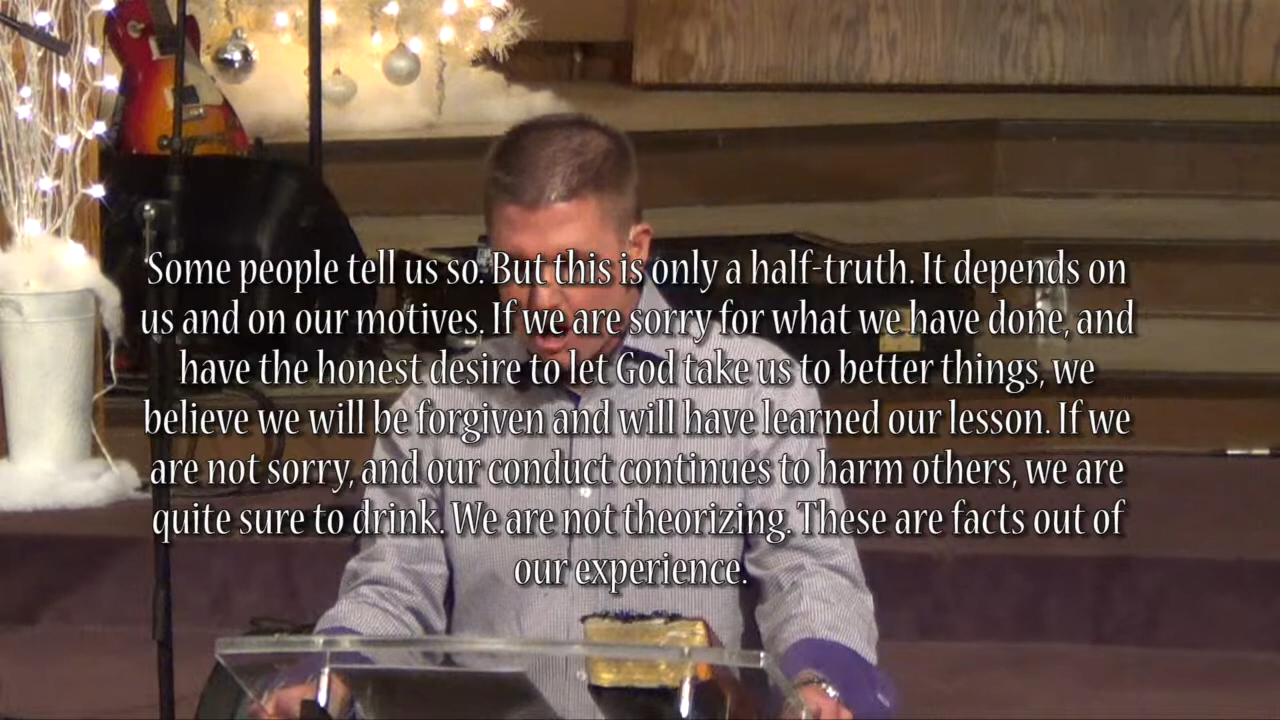 Some people tell us so. But this is only a half-truth. It depends on
us and on our motives. If we are sorry for what we have done, and
have the honest desire to let God take us to better things, we
believe we will be forgiven and will have learned our lesson. If we
are not sorry, and our conduct continues to harm others, we are
quite sure to drink. We are not theorizing. These are facts out of
our experience.